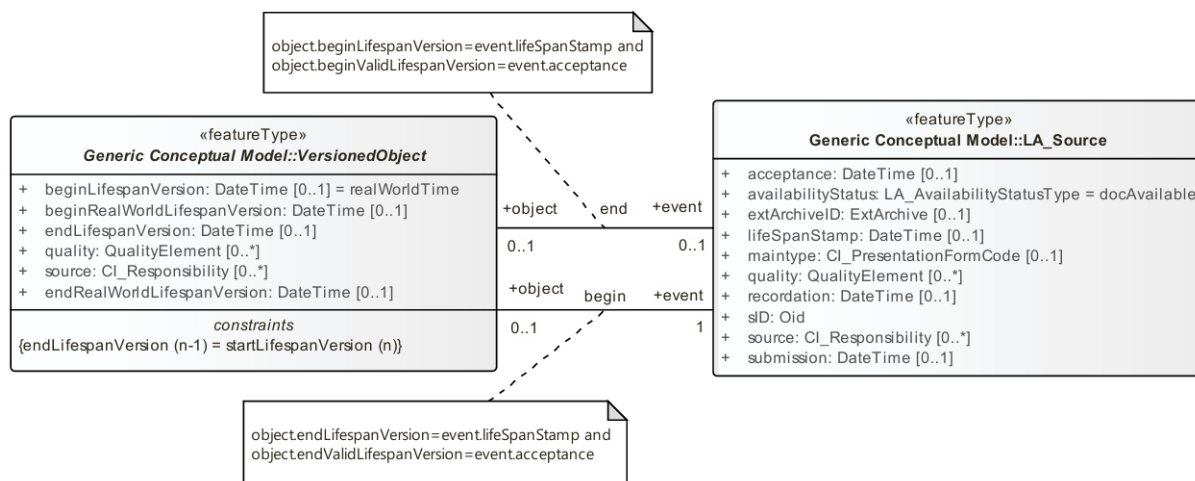 object.beginLifespanVersion=event.lifeSpanStamp and
object.beginValidLifespanVersion=event.acceptance
«featureType»
Generic Conceptual Model::VersionedObject
+ beginLifespanVersion: DateTime [0..1] = realWorldTime
+ beginRealWorldLifespanVersion: DateTime [0..1]
+ endLifespanVersion: DateTime [0..1]
+ quality: QualityElement [0..*]
+ source: CI_Responsibility [0..*]
+ endRealWorldLifespanVersion: DateTime [0..1]
constraints
{endLifespanVersion (n-1) = startLifespanVersion (n)}
+object end +event
0..1 0..1
+object begin +event
0..1 1
«featureType»
Generic Conceptual Model::LA_Source
+ acceptance: DateTime [0..1]
+ availabilityStatus: LA_AvailabilityStatusType = docAvailable
+ extArchiveID: ExtArchive [0..1]
+ lifeSpanStamp: DateTime [0..1]
+ maintype: CI_PresentationFormCode [0..1]
+ quality: QualityElement [0..*]
+ recordation: DateTime [0..1]
+ sID: Oid
+ source: CI_Responsibility [0..*]
+ submission: DateTime [0..1]
object.endLifespanVersion=event.lifeSpanStamp and
object.endValidLifespanVersion=event.acceptance